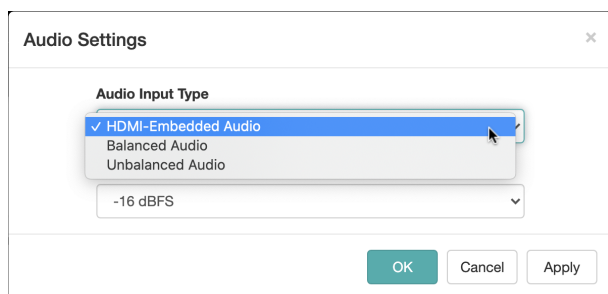 Audio Settings
×
Audio Input Type
✓ HDMI-Embedded Audio
Balanced Audio
Unbalanced Audio
-16 dBFS
OK
Cancel
Apply